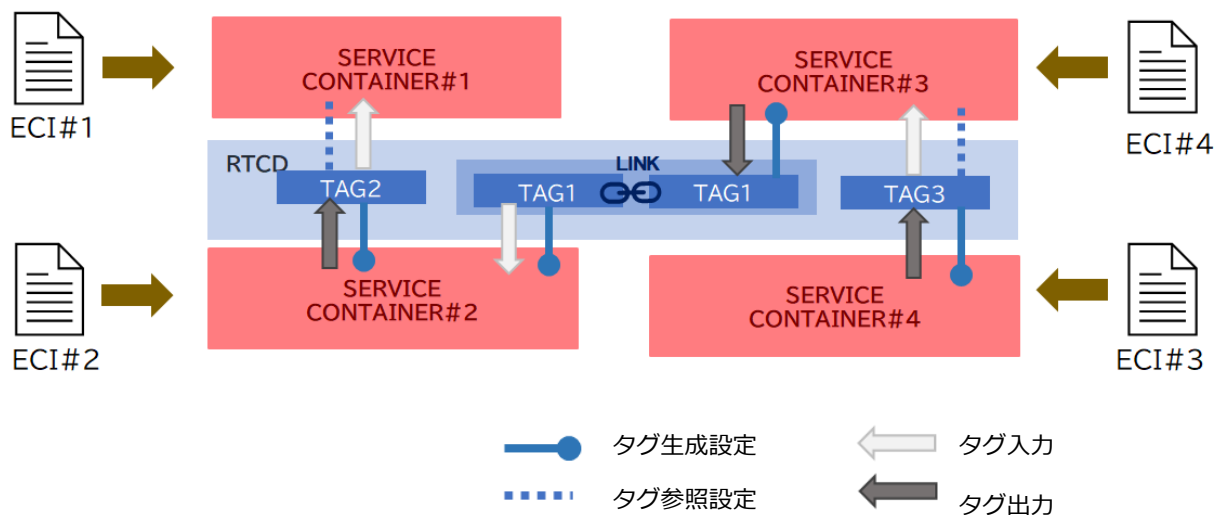 SERVICE
CONTAINER#1
SERVICE
CONTAINER#3
ECI#1
ECI#4
RTCD
LINK
TAG2
TAG1
TAG1
TAG3
SERVICE
CONTAINER#2
SERVICE
CONTAINER#4
ECI#2
ECI#3
タグ生成設定
タグ入力
タグ参照設定
タグ出力